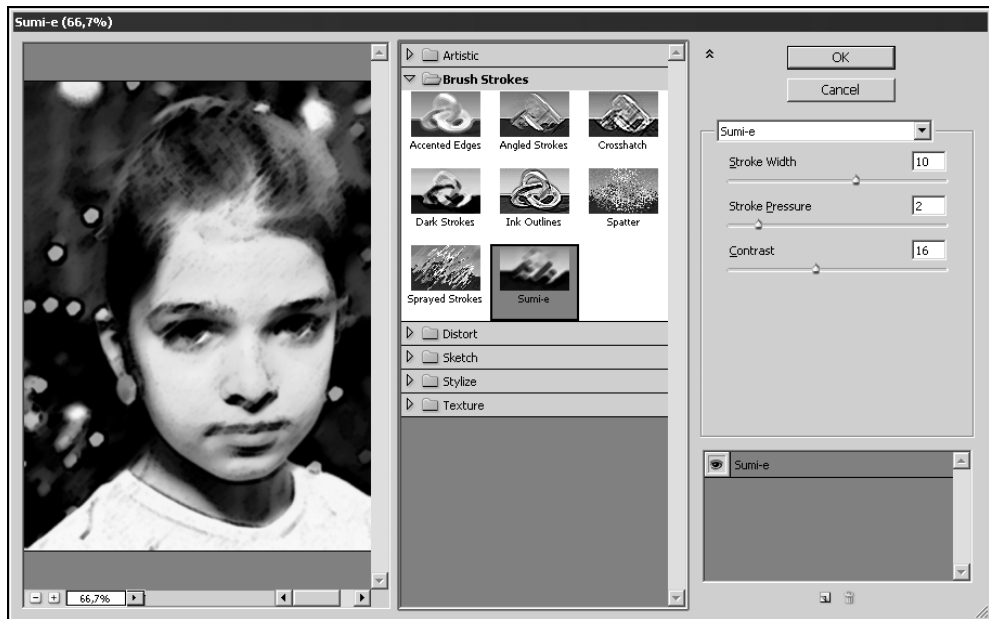 Sumi-e (66,7%)
Artistic
Brush Strokes
Accented Edges
Angled Strokes
Crosshatch
Dark Strokes
Ink Outlines
Spatter
Sprayed Strokes
Sumi-e
Distort
Sketch
Stylize
Texture
66,7%
OK
Cancel
Sumi-e
Stroke Width 10
Stroke Pressure 2
Contrast 16
Sumi-e